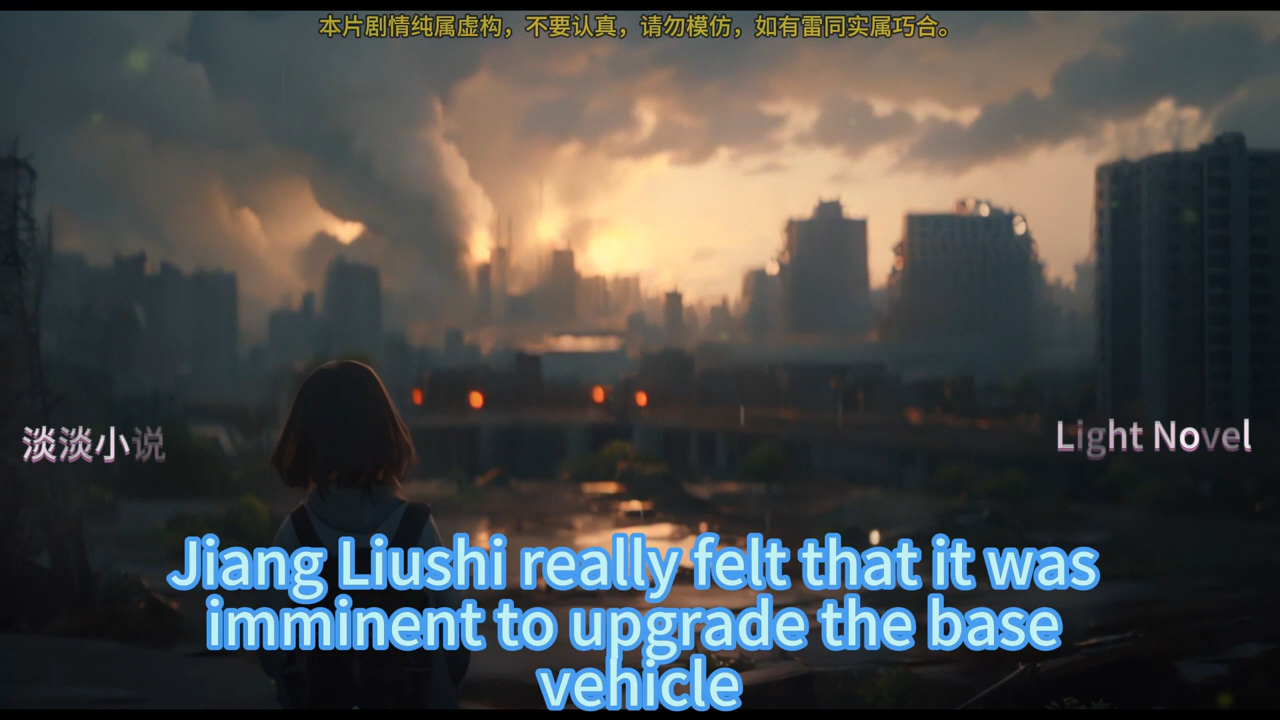 本片剧情纯属虚构，不要认真，请勿模仿，如有雷同实属巧合。
淡淡小说
Light Novel
Jiang Liushi really felt that it was
imminent to upgrade the base
vehicle